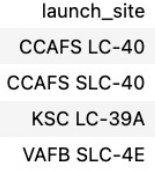 launch_site
CCAFS LC-40
CCAFS SLC-40
KSC LC-39A
VAFB SLC-4E